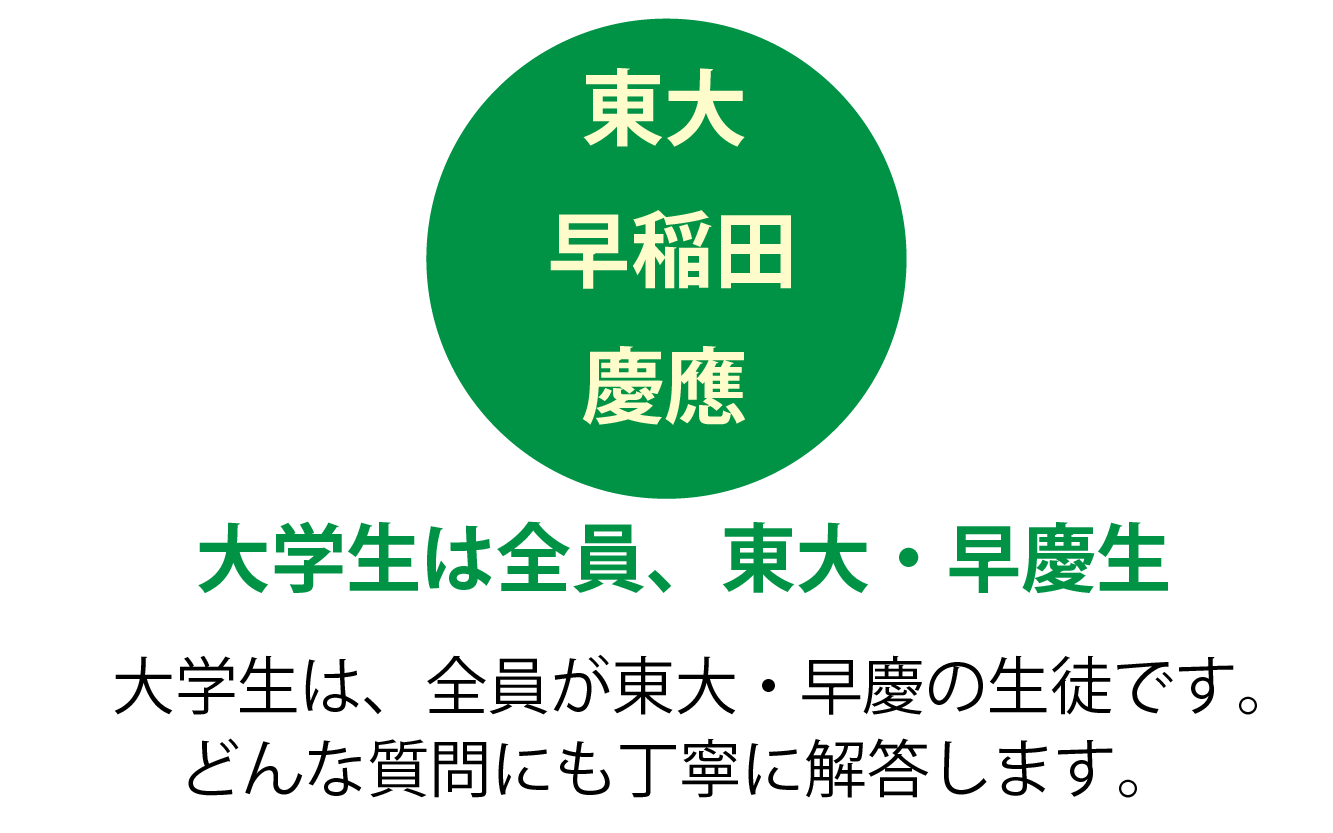 東大
早稲田
慶應
大学生は全員、東大・早慶生
大学生は、全員が東大・早慶の生徒です。
どんな質問にも丁寧に解答します。